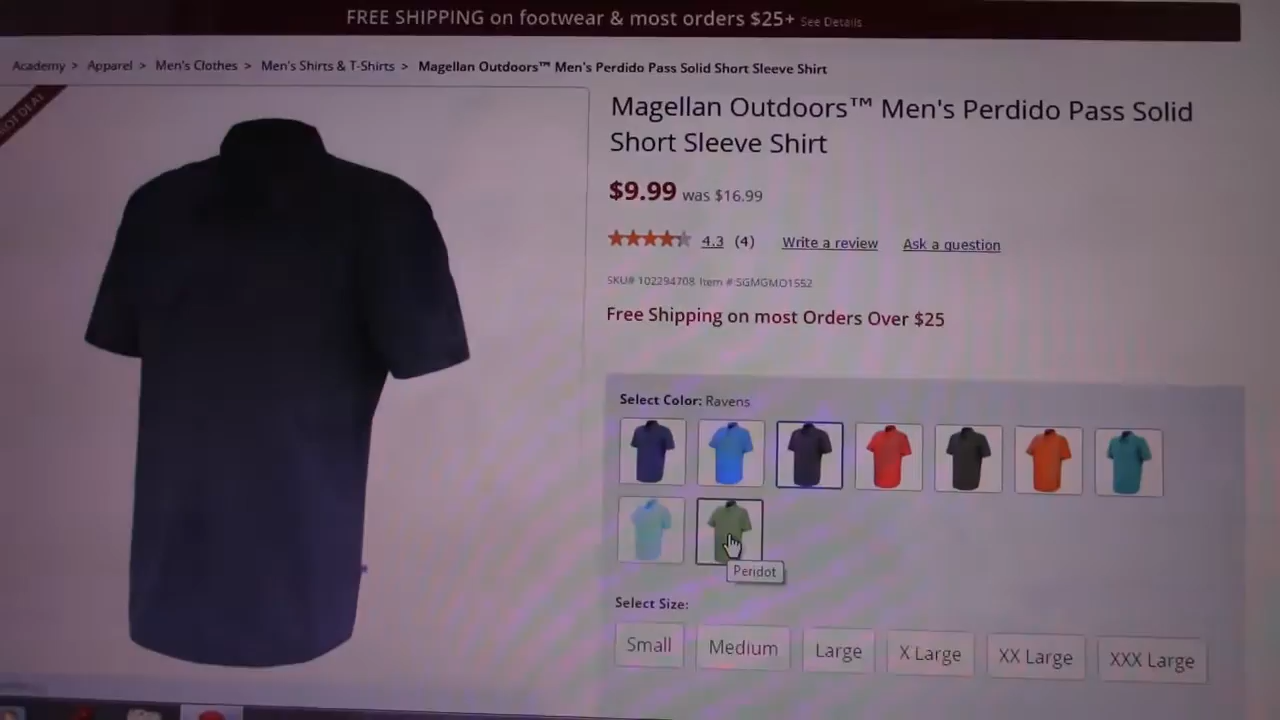 FREE SHIPPING on footwear & most orders $25+ See Details
Academy > Apparel > Men's Clothes > Men's Shirts & T-Shirts > Magellan Outdoors™ Men's Perdido Pass Solid Short Sleeve Shirt
HOT DEAL
Magellan Outdoors™ Men's Perdido Pass Solid
Short Sleeve Shirt
$9.99 was $16.99
4.3 (4) Write a review Ask a question
SKU# 102294708 Item # SGMGMO1552
Free Shipping on most Orders Over $25
Select Color: Ravens
Peridot
Select Size:
Small Medium Large X Large XX Large XXX Large